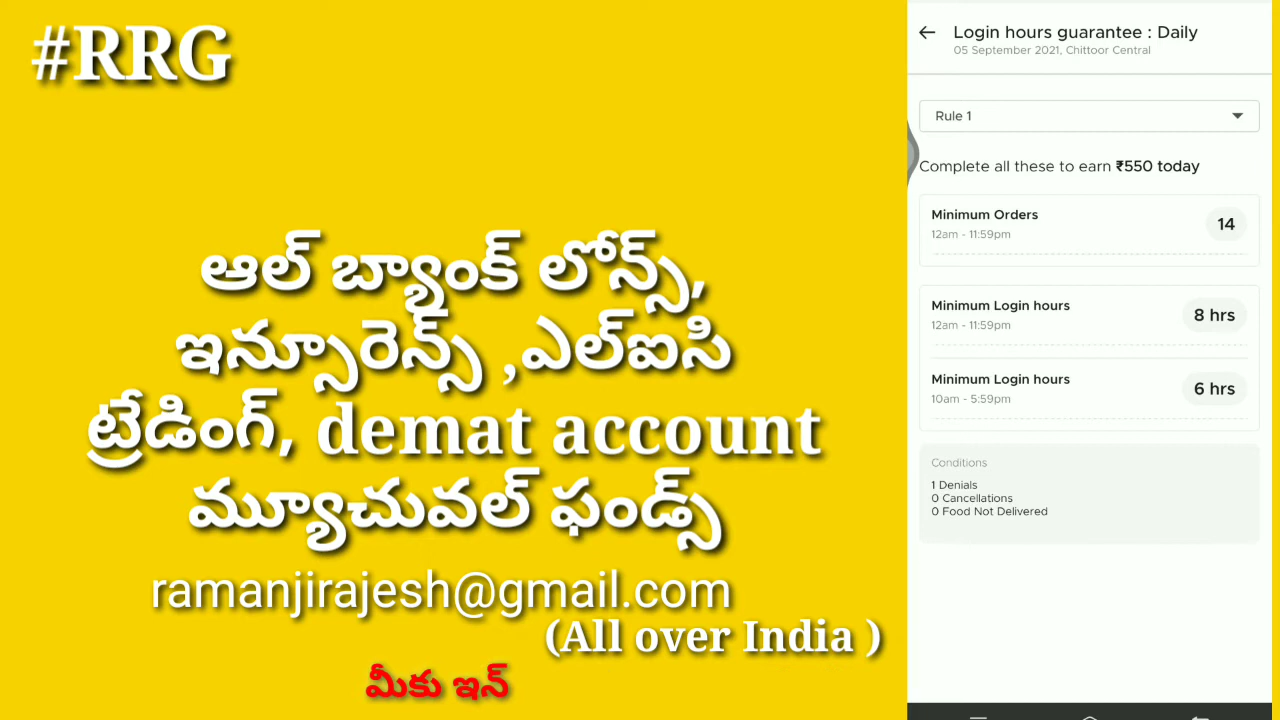 #RRG
ఆల్ బ్యాంక్ లోన్స్,
ఇన్సూరెన్స్ ,ఎల్ఐసి
ట్రేడింగ్, demat account
మ్యూచువల్ ఫండ్స్
ramanjirajesh@gmail.com
(All over India )
మీకు ఇన్
Login hours guarantee : Daily
05 September 2021, Chittoor Central
Rule 1
Complete all these to earn ₹550 today
Minimum Orders
12am - 11:59pm
14
Minimum Login hours
12am - 11:59pm
8 hrs
Minimum Login hours
10am - 5:59pm
6 hrs
Conditions
1 Denials
0 Cancellations
0 Food Not Delivered